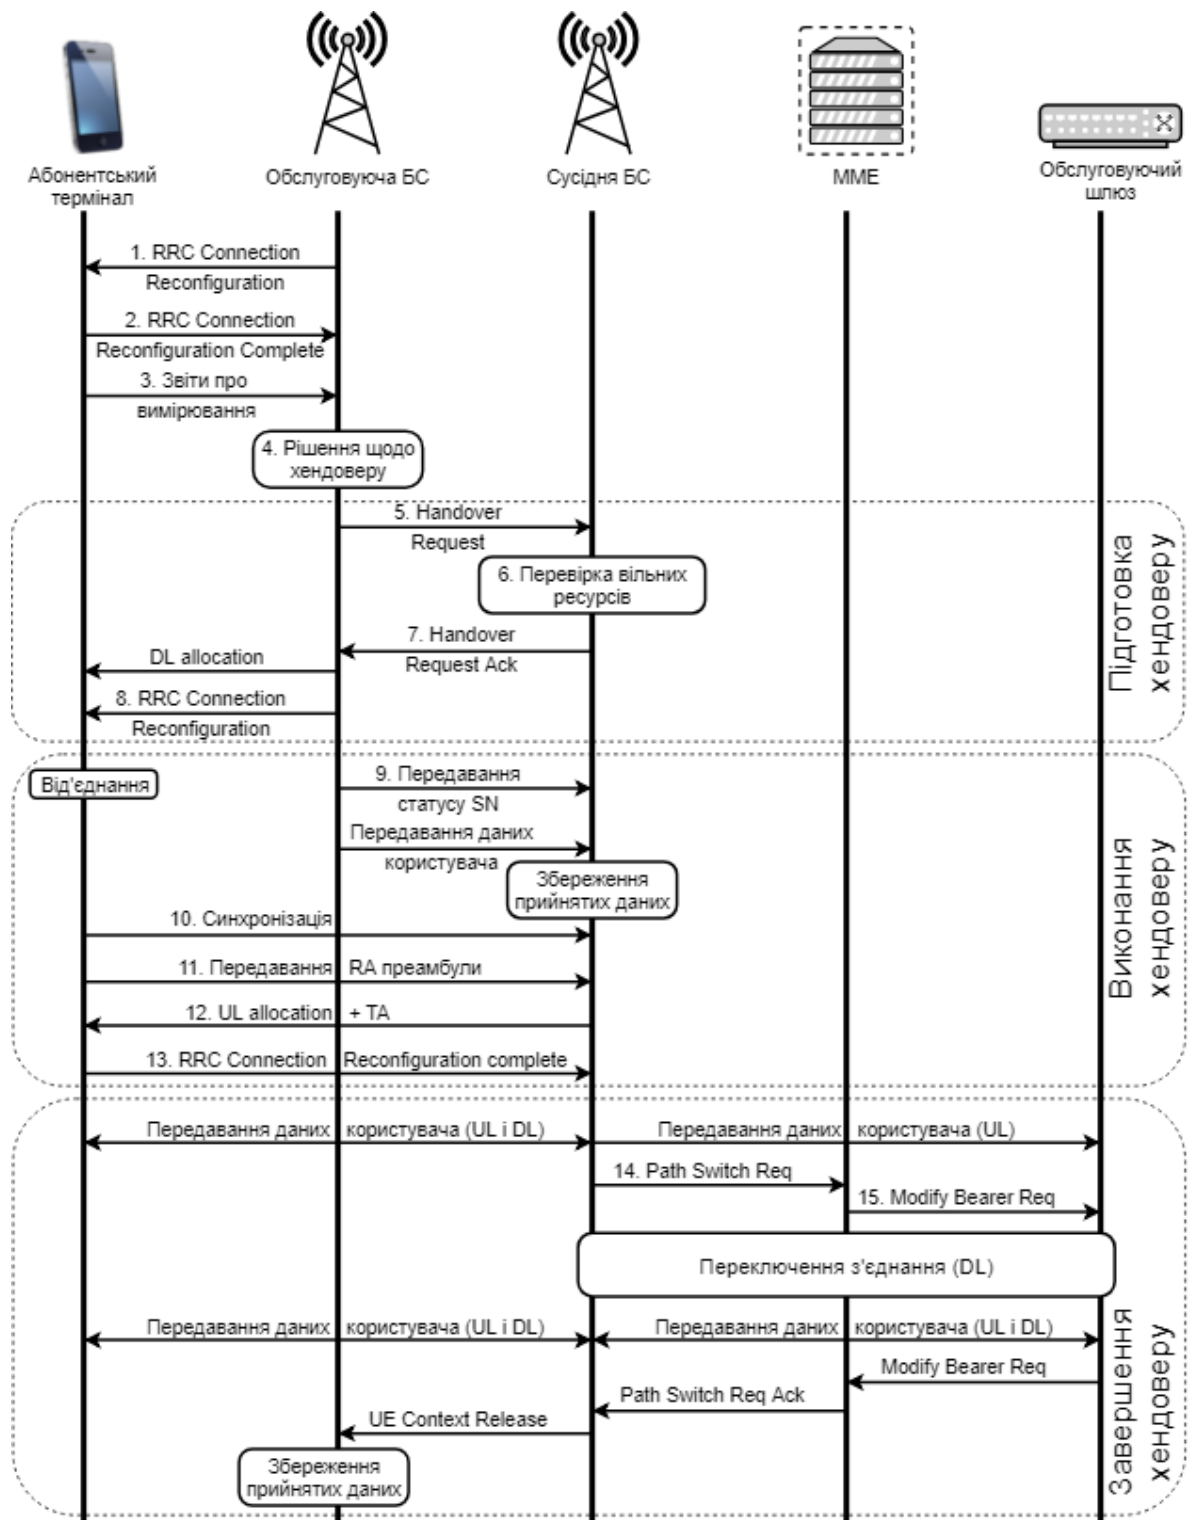 Абонентський
термінал
Обслуговуюча БС
Сусідня БС
MME
Обслуговуючий
шлюз
1. RRC Connection
Reconfiguration
2. RRC Connection
Reconfiguration Complete
3. Звіти про
вимірювання
4. Рішення щодо
хендоверу
Підготовка
хендоверу
5. Handover
Request
6. Перевірка вільних
ресурсів
7. Handover
Request Ack
DL allocation
8. RRC Connection
Reconfiguration
Виконання
хендоверу
Від'єднання
9. Передавання
статусу SN
Передавання даних
користувача
Збереження
прийнятих даних
10. Синхронізація
11. Передавання RA преамбули
12. UL allocation + TA
13. RRC Connection Reconfiguration complete
Завершення
хендоверу
Передавання даних користувача (UL і DL)
Передавання даних користувача (UL)
14. Path Switch Req
15. Modify Bearer Req
Переключення з'єднання (DL)
Передавання даних користувача (UL і DL)
Передавання даних користувача (UL і DL)
Modify Bearer Req
Path Switch Req Ack
UE Context Release
Збереження
прийнятих даних